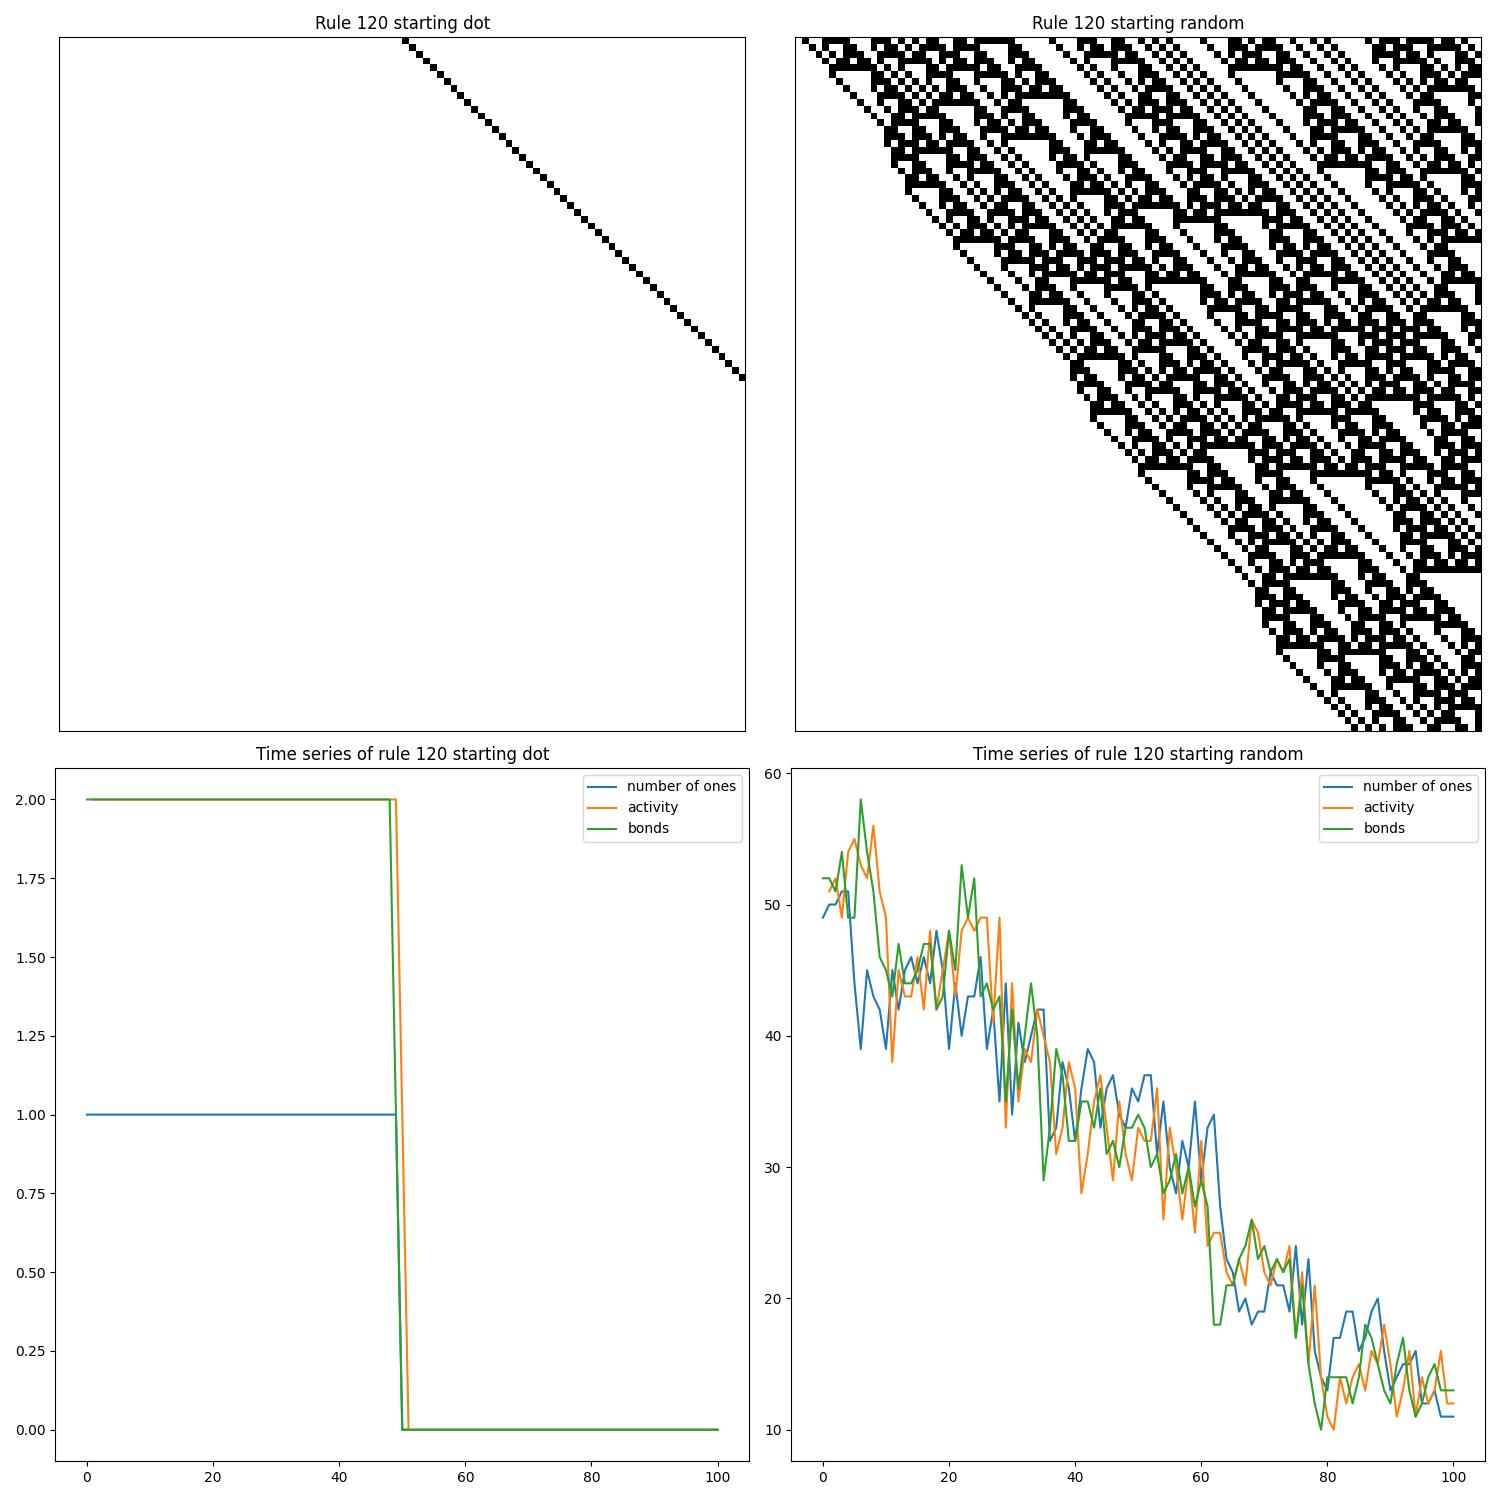 Rule 120 starting dot
Rule 120 starting random
Time series of rule 120 starting dot
2.00
1.75
1.50
1.25
1.00
0.75
0.50
0.25
0.00
0
20
40
60
80
100
number of ones
activity
bonds
Time series of rule 120 starting random
60
50
40
30
20
10
0
20
40
60
80
100
number of ones
activity
bonds